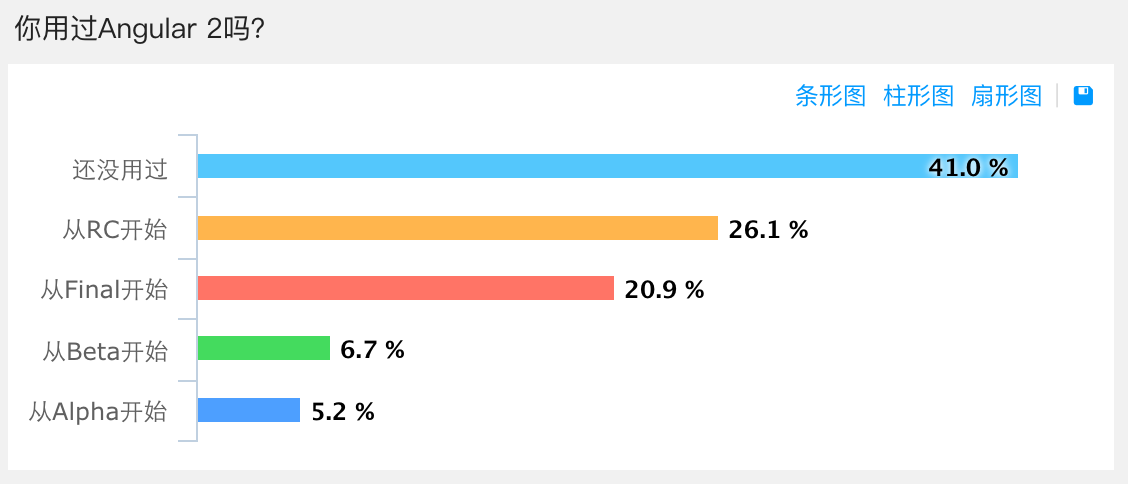 你用过Angular 2吗?
条形图 柱形图 扇形图
还没用过 41.0 %
从RC开始 26.1 %
从Final开始 20.9 %
从Beta开始 6.7 %
从Alpha开始 5.2 %